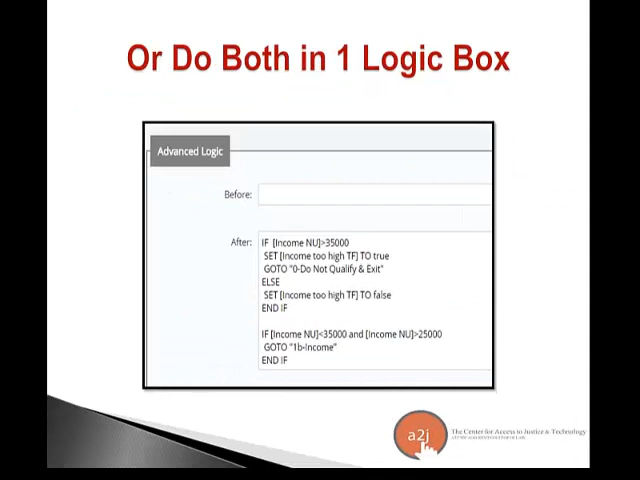 Or Do Both in 1 Logic Box
Advanced Logic
Before:
After:
IF [Income NU]>35000
SET [Income too high TF] TO true
GOTO "0-Do Not Qualify & Exit"
ELSE
SET [Income too high TF] TO false
END IF
IF [Income NU]<35000 and [Income NU]>25000
GOTO "1b-Income"
END IF
a2j
The Center for Access to Justice & Technology